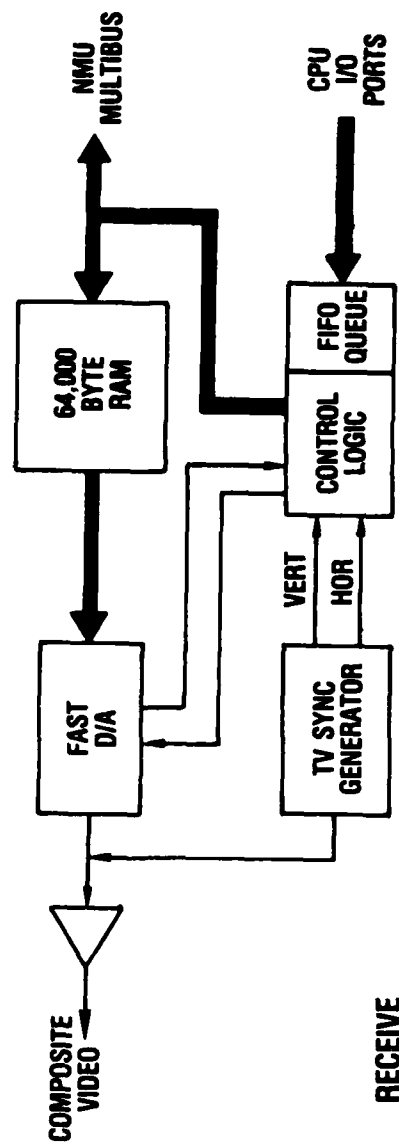 COMPOSITE
VIDEO
FAST
D/A
64,000
BYTE
RAM
NMU
MULTIBUS
TV SYNC
GENERATOR
VERT
HOR
CONTROL
LOGIC
FIFO
QUEUE
CPU
I/O
PORTS
RECEIVE